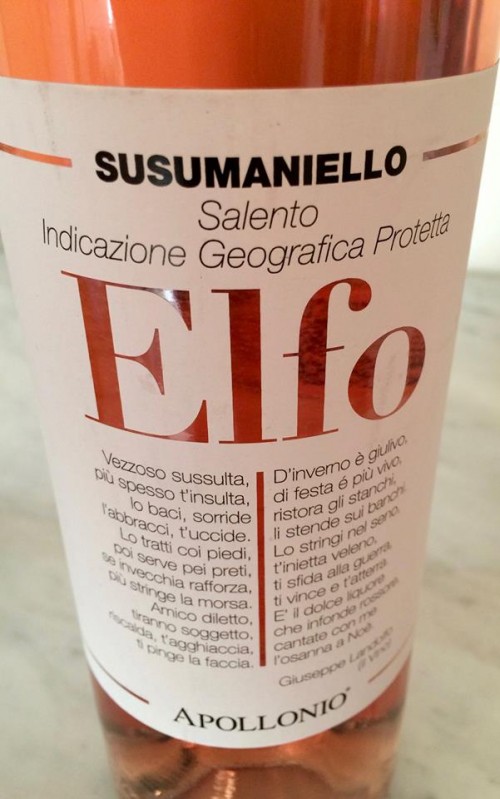 SUSUMANIELLO
Salento
Indicazione Geografica Protetta
Elfo
Vezzoso sussulta,
più spesso t'insulta,
lo baci, sorride
l'abbracci, t'uccide.
Lo tratti coi piedi,
poi serve pei preti,
se invecchia rafforza,
più stringe la morsa.
Amico diletto,
tiranno soggetto,
riscalda, t'agghiaccia,
ti pinge la faccia.
D'inverno è giulivo,
di festa é più vivo,
ristora gli stanchi,
li stende sui banchi.
Lo stringi nel seno,
t'inietta veleno,
ti sfida alla guerra,
ti vince e t'atterra.
E' il dolce liquore
che infonde rossore,
cantate con me
l'osanna a Noè.
Giuseppe Landolfo
(Il Vino)
APOLLONIO